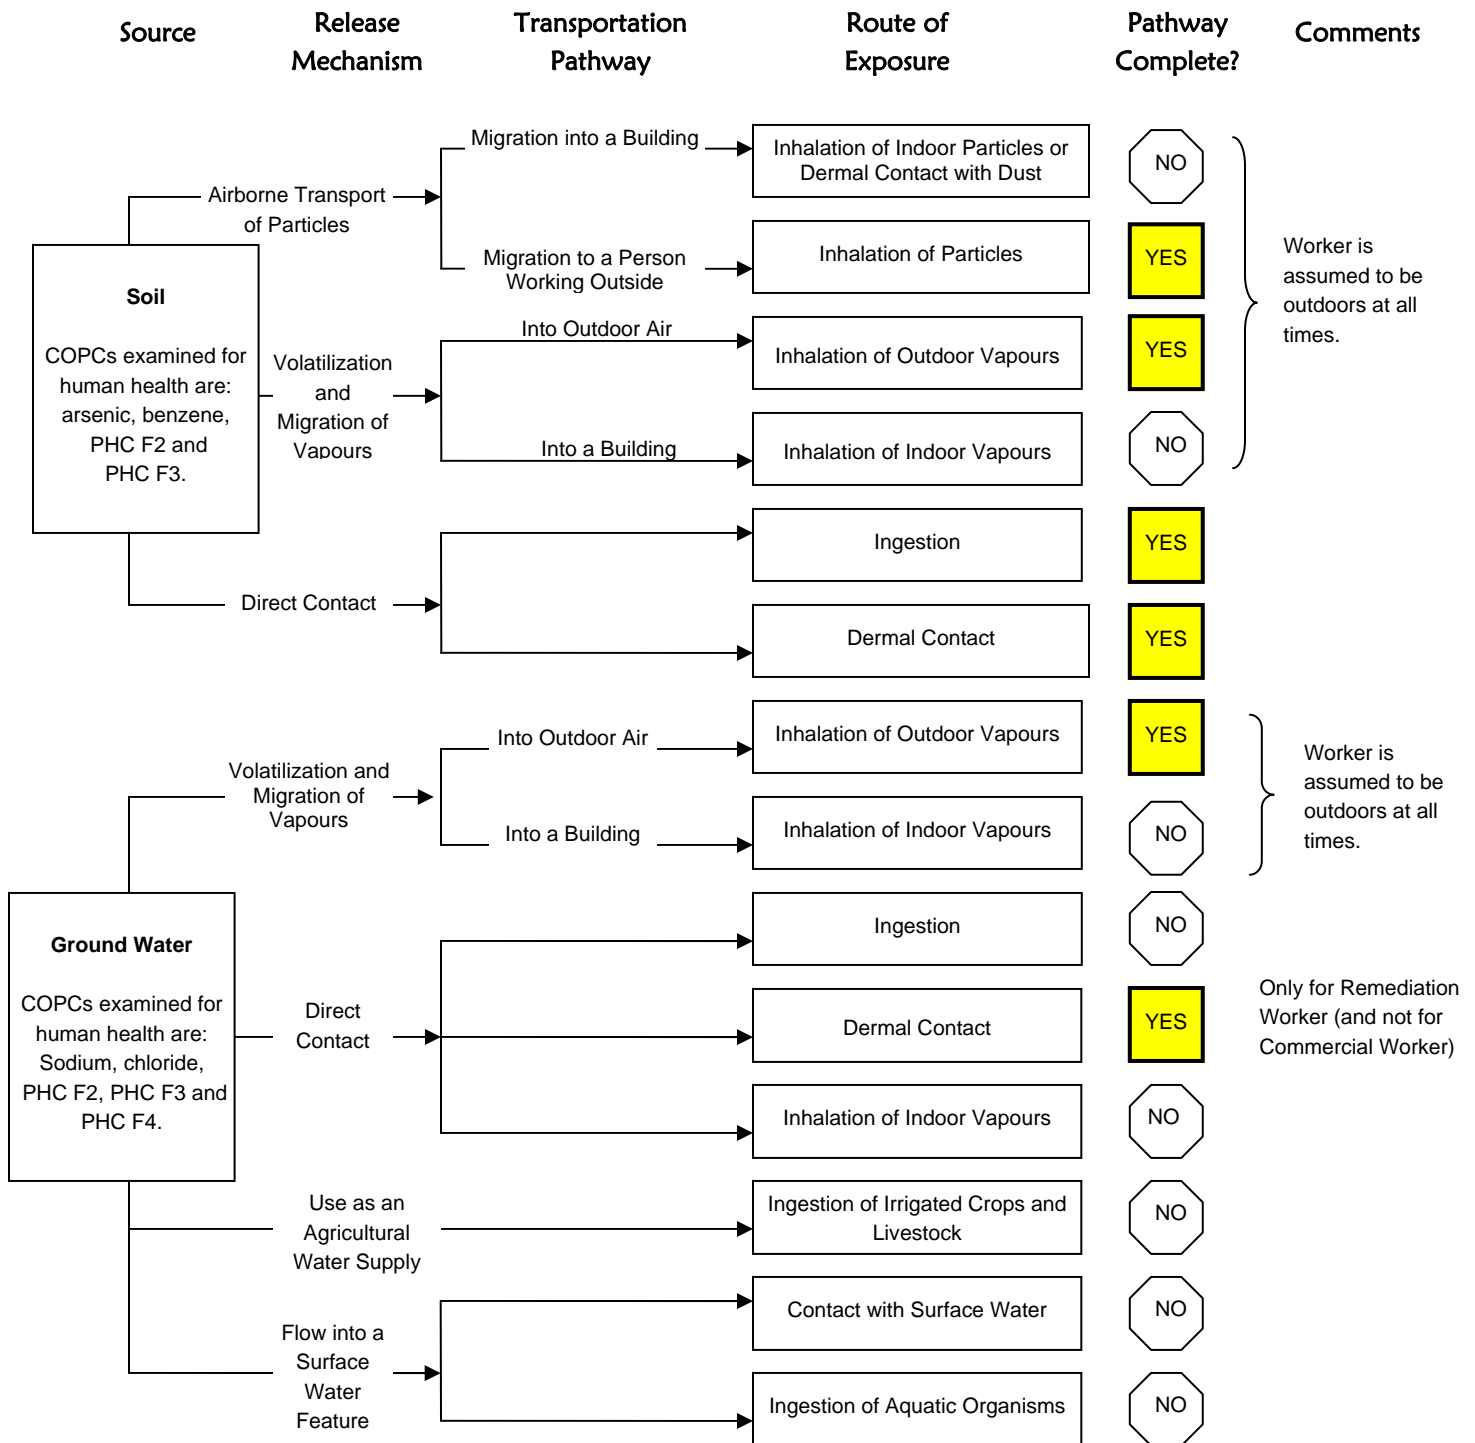 Source
Release
Mechanism
Transportation
Pathway
Route of
Exposure
Pathway
Complete?
Comments
Soil
COPCs examined for
human health are:
arsenic, benzene,
PHC F2 and
PHC F3.
Airborne Transport
of Particles
Migration into a Building
Inhalation of Indoor Particles or
Dermal Contact with Dust
NO
Migration to a Person
Working Outside
Inhalation of Particles
YES
Volatilization
and
Migration of
Vapours
Into Outdoor Air
Inhalation of Outdoor Vapours
YES
Into a Building
Inhalation of Indoor Vapours
NO
Worker is
assumed to be
outdoors at all
times.
Direct Contact
Ingestion
YES
Dermal Contact
YES
Ground Water
COPCs examined for
human health are:
Sodium, chloride,
PHC F2, PHC F3 and
PHC F4.
Volatilization and
Migration of
Vapours
Into Outdoor Air
Inhalation of Outdoor Vapours
YES
Into a Building
Inhalation of Indoor Vapours
NO
Worker is
assumed to be
outdoors at all
times.
Direct
Contact
Ingestion
NO
Dermal Contact
YES
Only for Remediation
Worker (and not for
Commercial Worker)
Inhalation of Indoor Vapours
NO
Use as an
Agricultural
Water Supply
Ingestion of Irrigated Crops and
Livestock
NO
Flow into a
Surface
Water
Feature
Contact with Surface Water
NO
Ingestion of Aquatic Organisms
NO